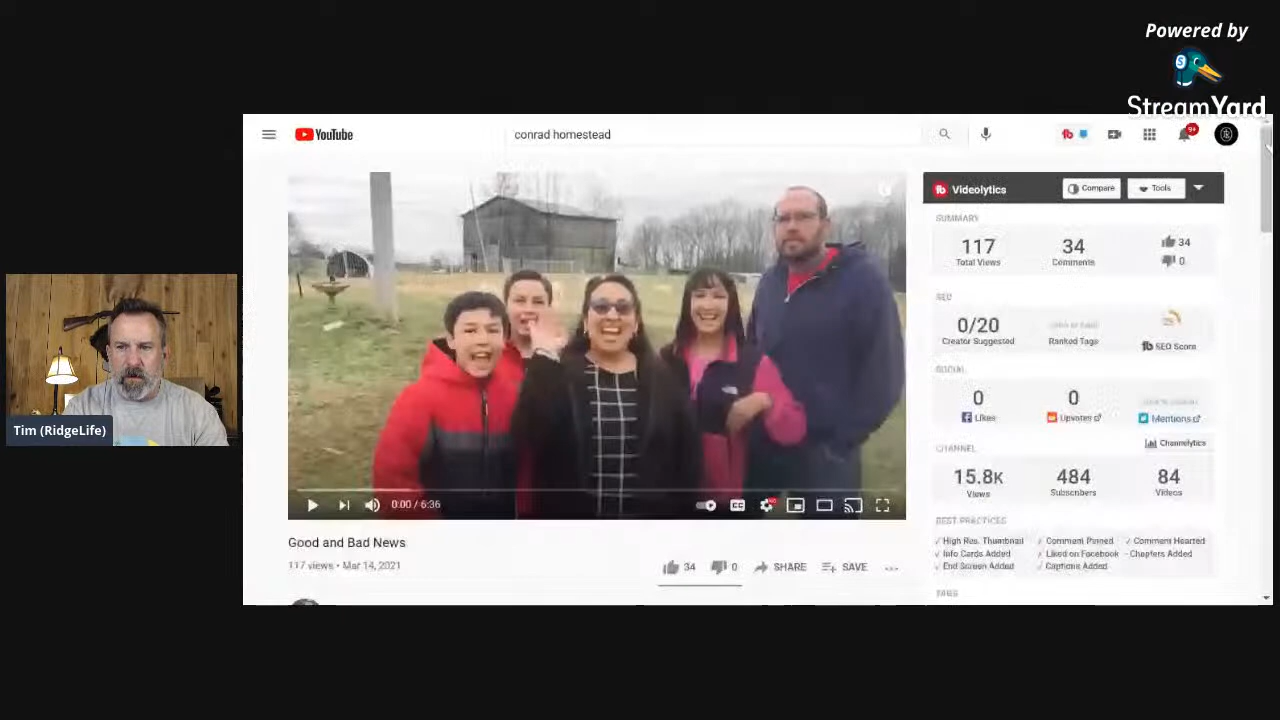 Powered by
StreamYard
YouTube
conrad homestead
9+
Videolytics
Compare
Tools
SUMMARY
117
34
34
Total Views
Comments
0
SEO
0/20
Creator Suggested
Ranked Tags
SEO Score
SOCIAL
0
0
Likes
Upvotes
Mentions
CHANNEL
Channelytics
15.8K
484
84
Views
Subscribers
Videos
BEST PRACTICES
High Res. Thumbnail
Comment Pinned
Comment Hearted
Info Cards Added
Liked on Facebook
Chapters Added
End Screen Added
Captions Added
TAGS
0:00 / 6:36
Good and Bad News
117 views • Mar 14, 2021
34
0
SHARE
SAVE
Tim (RidgeLife)